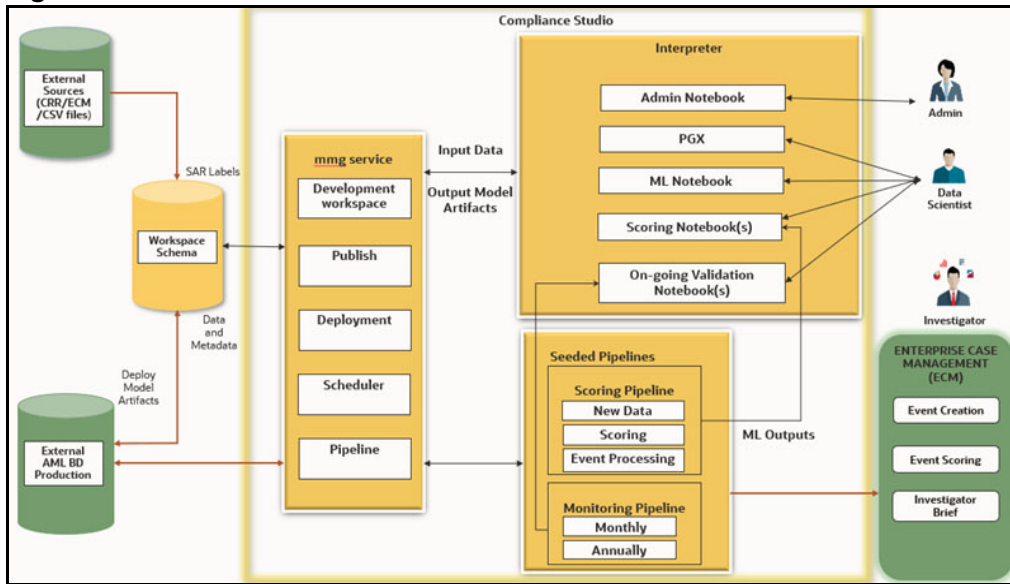 Compliance Studio
External
Sources
(CRR/ECM
/CSV files)
SAR Labels
Workspace
Schema
Data
and
Metadata
Deploy
Model
Artifacts
External
AML BD
Production
mmg service
Development
workspace
Publish
Deployment
Scheduler
Pipeline
Input Data
Output Model
Artifacts
Interpreter
Admin Notebook
PGX
ML Notebook
Scoring Notebook(s)
On-going Validation
Notebook(s)
Seeded Pipelines
Scoring Pipeline
New Data
Scoring
Event Processing
Monitoring Pipeline
Monthly
Annually
ML Outputs
Admin
Data
Scientist
Investigator
ENTERPRISE CASE
MANAGEMENT
(ECM)
Event Creation
Event Scoring
Investigator
Brief